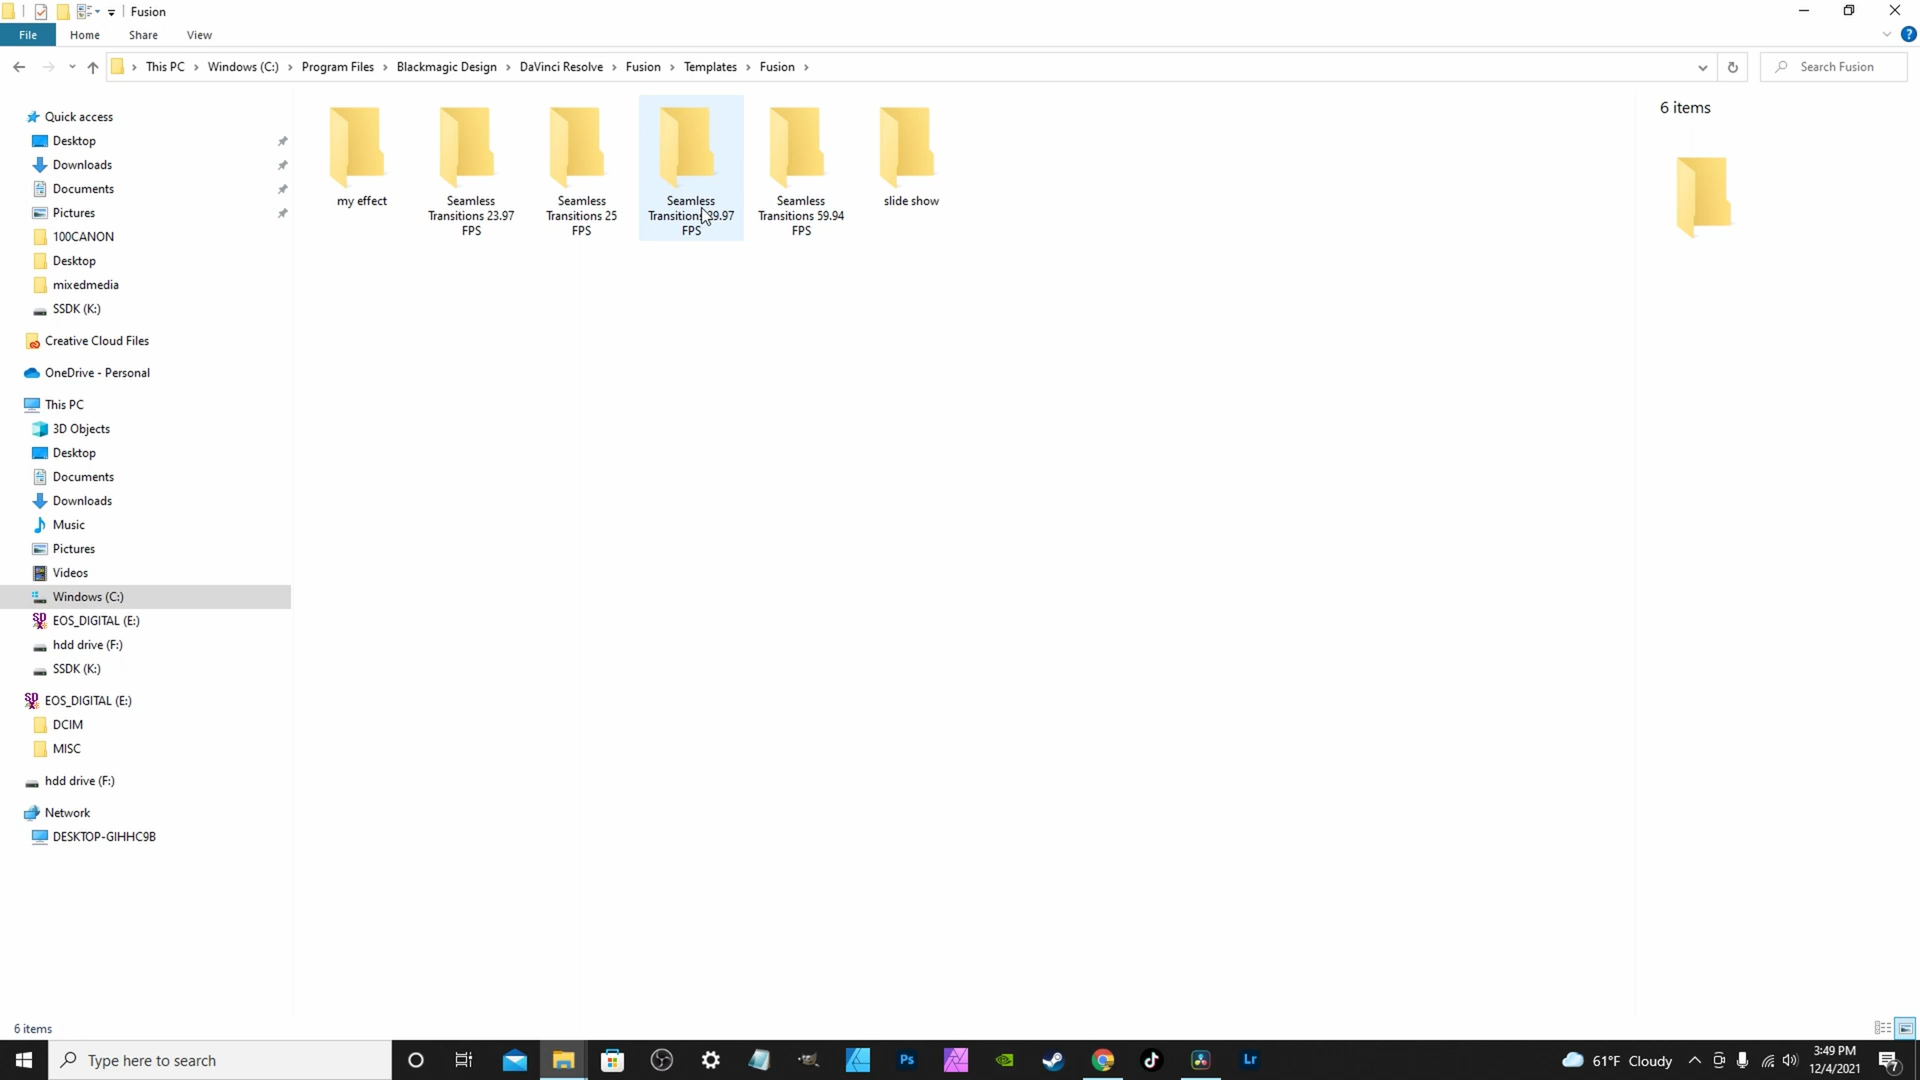 Fusion
File Home Share View
This PC Windows (C:) Program Files Blackmagic Design DaVinci Resolve Fusion Templates Fusion
Search Fusion
Quick access
Desktop
Downloads
Documents
Pictures
100CANON
Desktop
mixedmedia
SSDK (K:)
Creative Cloud Files
OneDrive - Personal
This PC
3D Objects
Desktop
Documents
Downloads
Music
Pictures
Videos
Windows (C:)
EOS_DIGITAL (E:)
hdd drive (F:)
SSDK (K:)
EOS_DIGITAL (E:)
DCIM
MISC
hdd drive (F:)
Network
DESKTOP-GIHHC9B
my effect
Seamless
Transitions 23.97
FPS
Seamless
Transitions 25
FPS
Seamless
Transitions 29.97
FPS
Seamless
Transitions 59.94
FPS
slide show
6 items
6 items
Type here to search
Ps
Lr
61°F Cloudy
3:49 PM
12/4/2021
7